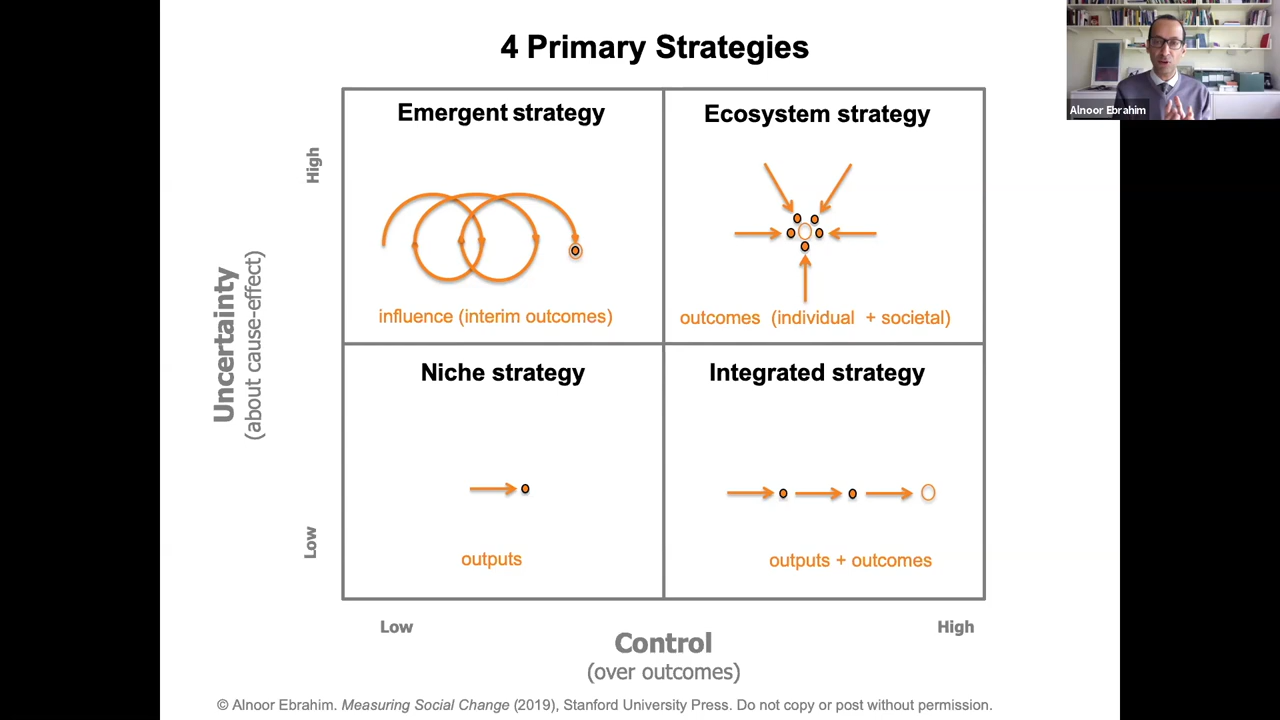 4 Primary Strategies
Alnoor Ebrahim
Emergent strategy
Ecosystem strategy
High
influence (interim outcomes)
outcomes (individual + societal)
Uncertainty
(about cause-effect)
Niche strategy
Integrated strategy
Low
outputs
outputs + outcomes
Low
High
Control
(over outcomes)
© Alnoor Ebrahim. Measuring Social Change (2019), Stanford University Press. Do not copy or post without permission.